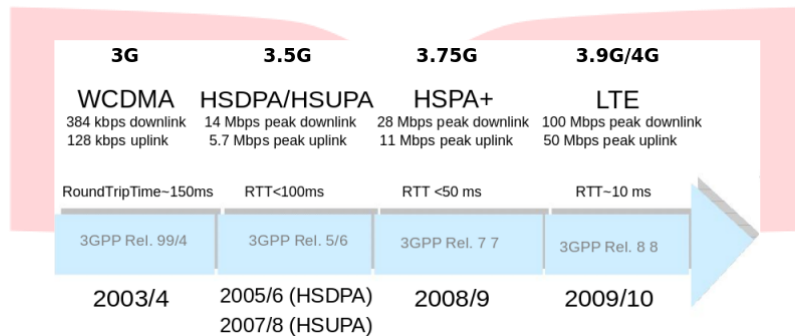 3G 3.5G 3.75G 3.9G/4G
WCDMA HSDPA/HSUPA HSPA+ LTE
384 kbps downlink 14 Mbps peak downlink 28 Mbps peak downlink 100 Mbps peak downlink
128 kbps uplink 5.7 Mbps peak uplink 11 Mbps peak uplink 50 Mbps peak uplink
RoundTripTime~150ms RTT<100ms RTT <50 ms RTT~10 ms
3GPP Rel. 99/4 3GPP Rel. 5/6 3GPP Rel. 7 7 3GPP Rel. 8 8
2003/4 2005/6 (HSDPA) 2008/9 2009/10
2007/8 (HSUPA)